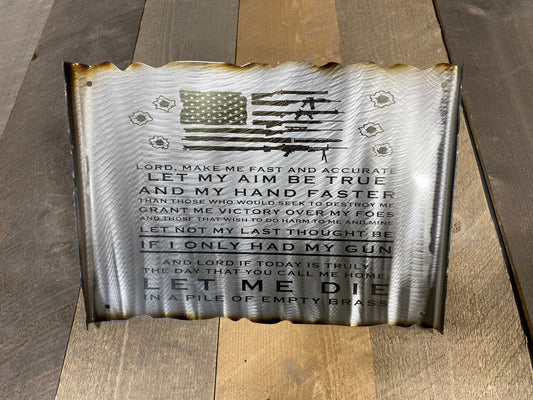 LORD, MAKE ME FAST AND ACCURATE
LET MY AIM BE TRUE
AND MY HAND FASTER
THAN THOSE WHO WOULD SEEK TO DESTROY ME
GRANT ME VICTORY OVER MY FOES
AND THOSE THAT WISH TO DO HARM TO ME AND MINE
LET NOT MY LAST THOUGHT BE
IF I ONLY HAD MY GUN
AND LORD IF TODAY IS TRULY
THE DAY THAT YOU CALL ME HOME
LET ME DIE
IN A PILE OF EMPTY BRASS